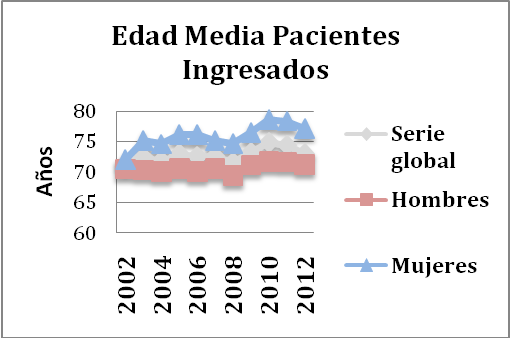 Edad Media Pacientes
Ingresados
80
75
70
65
60
Años
2002
2004
2006
2008
2010
2012
Serie
global
Hombres
Mujeres